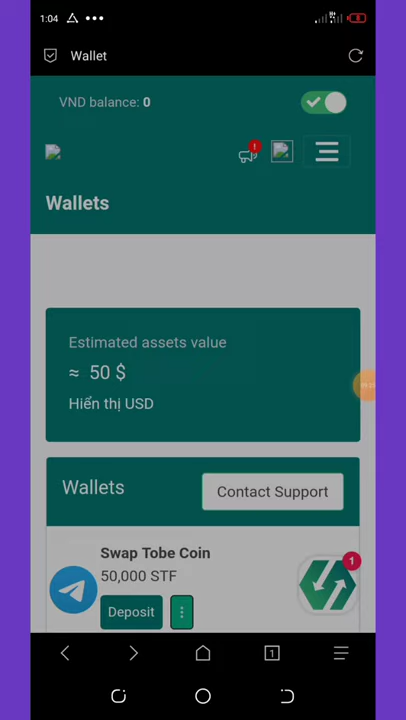 1:04
Wallet
VND balance: 0
!
Wallets
Estimated assets value
≈ 50 $
Hiển thị USD
Wallets
Contact Support
Swap Tobe Coin
50,000 STF
1
Deposit
1